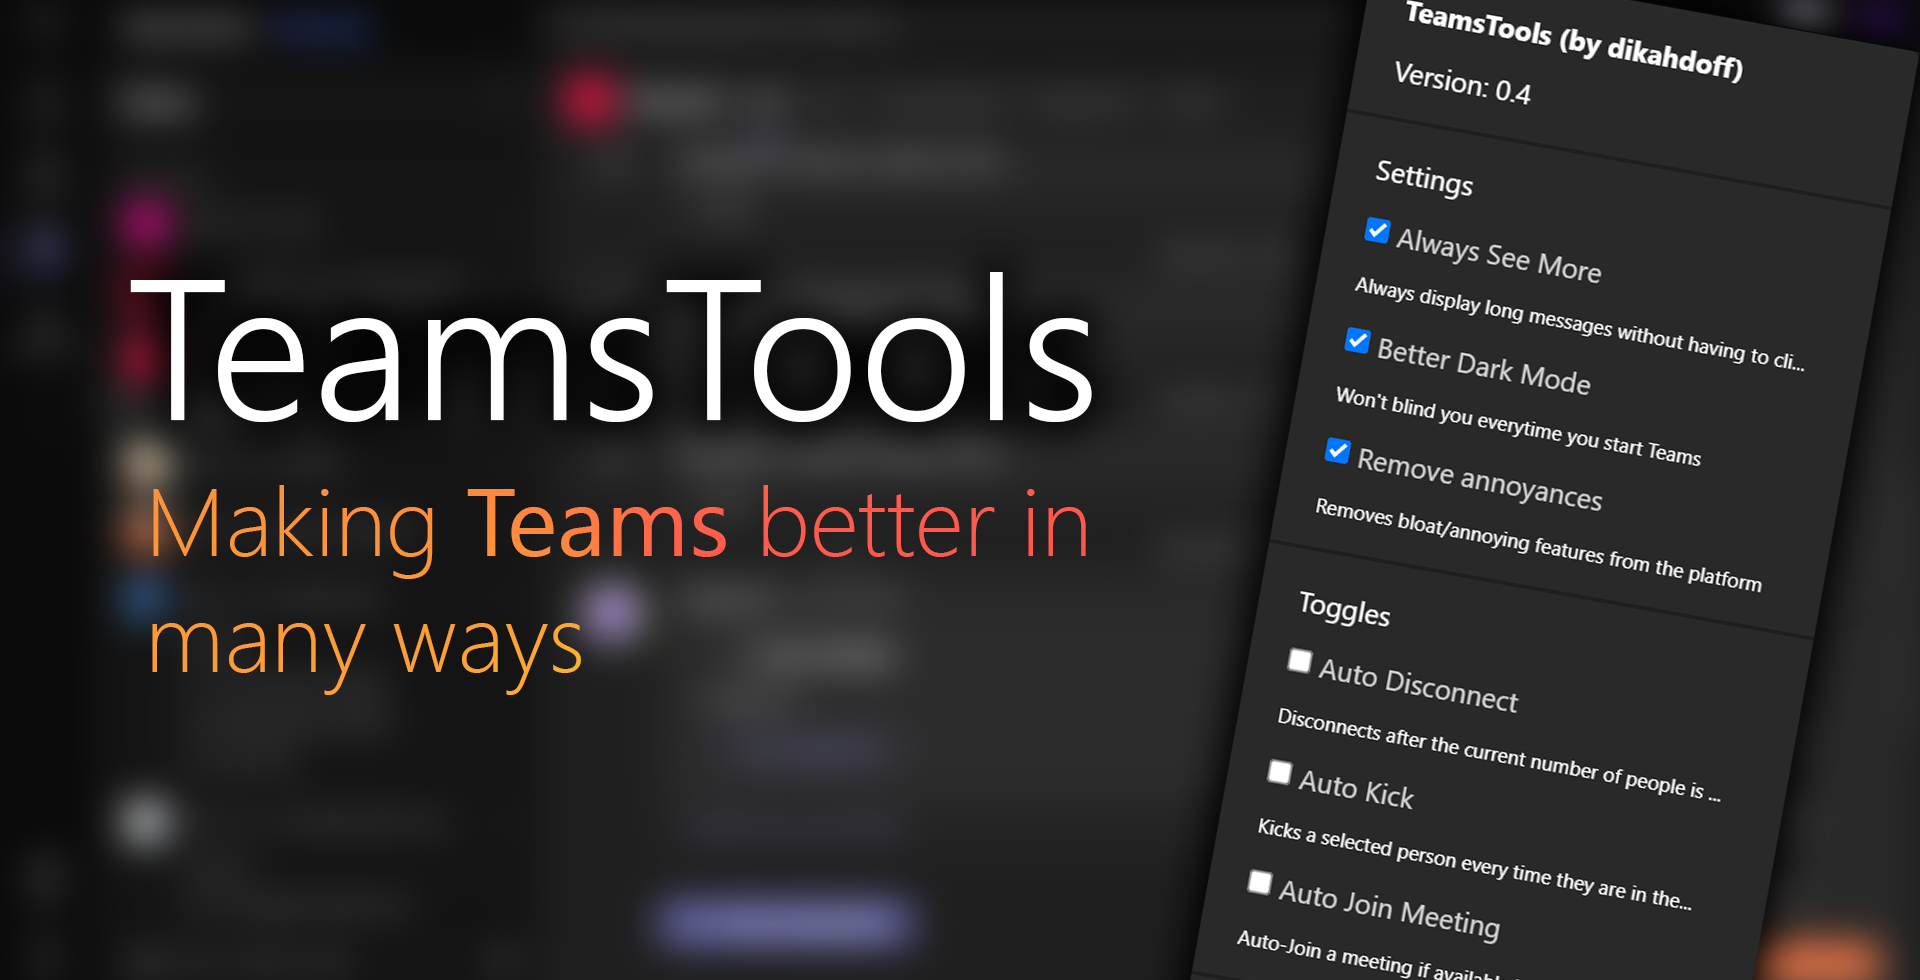 TeamsTools
Making Teams better in
many ways
TeamsTools (by dikahdoff)
Version: 0.4
Settings
Always See More
Always display long messages without having to cli...
Better Dark Mode
Won't blind you everytime you start Teams
Remove annoyances
Removes bloat/annoying features from the platform
Toggles
Auto Disconnect
Disconnects after the current number of people is ...
Auto Kick
Kicks a selected person every time they are in the...
Auto Join Meeting
Auto-Join a meeting if